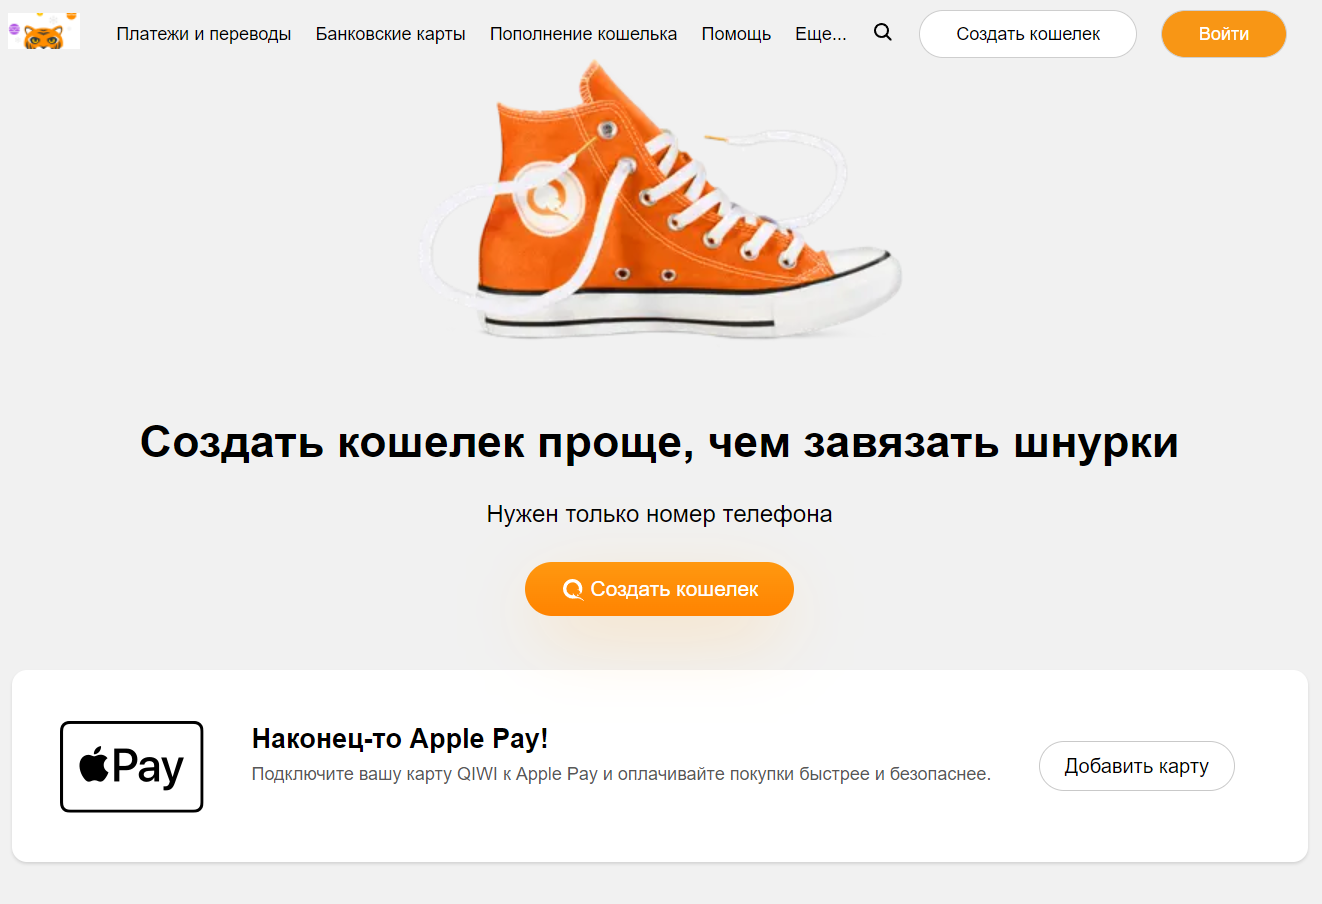 Платежи и переводы Банковские карты Пополнение кошелька Помощь Еще... Создать кошелек Войти
Создать кошелек проще, чем завязать шнурки
Нужен только номер телефона
Создать кошелек
Pay
Наконец-то Apple Pay!
Подключите вашу карту QIWI к Apple Pay и оплачивайте покупки быстрее и безопаснее.
Добавить карту